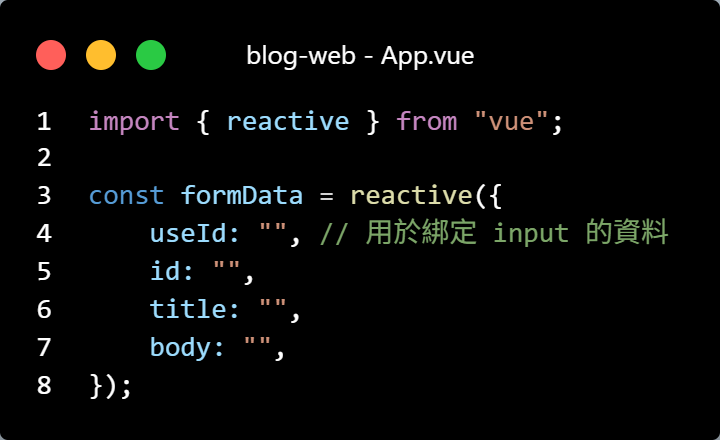 blog-web - App.vue
1 import { reactive } from "vue";
2
3 const formData = reactive({
4     useId: "", // 用於綁定 input 的資料
5     id: "",
6     title: "",
7     body: "",
8 });